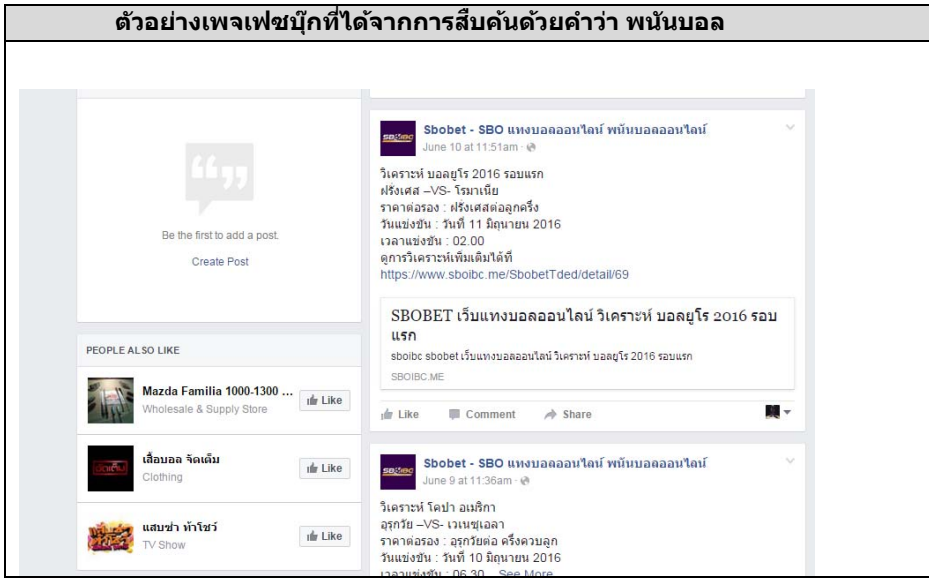 ตัวอย่างเพจเฟซบุ๊กที่ได้จากการสืบค้นด้วยคำว่า พนันบอล
Be the first to add a post.
Create Post
PEOPLE ALSO LIKE
Mazda Familia 1000-1300 ...
Wholesale & Supply Store
Like
เสื้อบอล จัดเต็ม
Clothing
Like
แสบซ่า ท้าโชว์
TV Show
Like
Sbobet - SBO แทงบอลออนไลน์ พนันบอลออนไลน์
June 10 at 11:51am ·
วิเคราะห์ บอลยูโร 2016 รอบแรก
ฝรั่งเศส –VS- โรมาเนีย
ราคาต่อรอง : ฝรั่งเศสต่อลูกครึ่ง
วันแข่งขัน : วันที่ 11 มิถุนายน 2016
เวลาแข่งขัน : 02.00
ดูการวิเคราะห์เพิ่มเติมได้ที่
https://www.sboibc.me/SbobetTded/detail/69
SBOBET เว็บแทงบอลออนไลน์ วิเคราะห์ บอลยูโร 2016 รอบ
แรก
sboibc sbobet เว็บแทงบอลออนไลน์ วิเคราะห์ บอลยูโร 2016 รอบแรก
SBOIBC.ME
Like Comment Share
Sbobet - SBO แทงบอลออนไลน์ พนันบอลออนไลน์
June 9 at 11:36am ·
วิเคราะห์ โคปา อเมริกา
อุรุกวัย –VS- เวเนซุเอลา
ราคาต่อรอง : อุรุกวัยต่อ ครึ่งควบลูก
วันแข่งขัน : วันที่ 10 มิถุนายน 2016
เวลาแข่งขัน : 06.30... See More